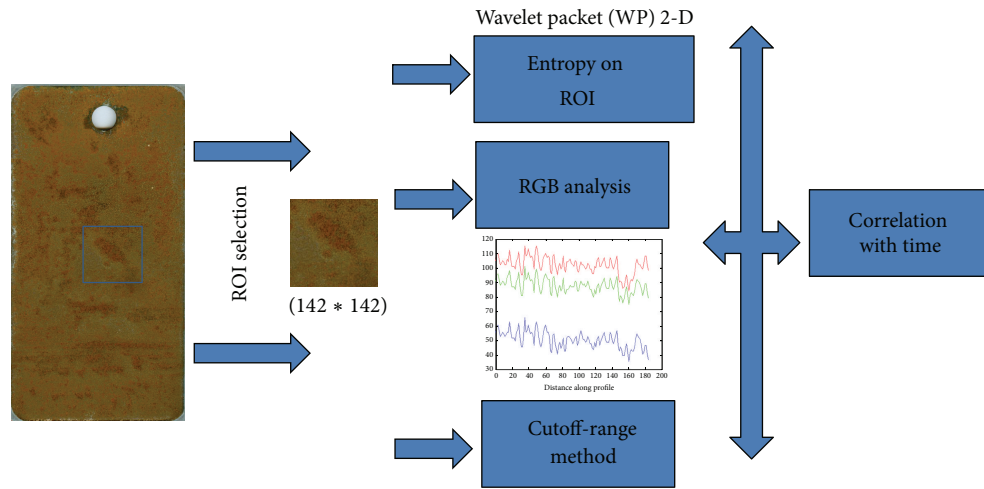 Wavelet packet (WP) 2-D
Entropy on
ROI
ROI selection
(142 * 142)
RGB analysis
120
110
100
90
80
70
60
50
40
30
0 20 40 60 80 100 120 140 160 180 200
Distance along profile
Cutoff-range
method
Correlation
with time